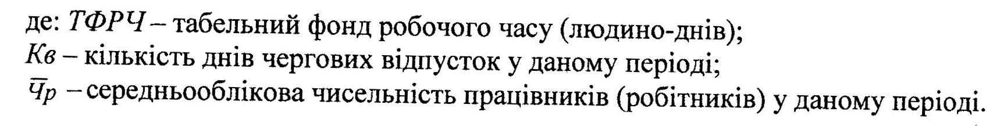 де: ТФРЧ – табельний фонд робочого часу (людино-днів);
Кв – кількість днів чергових відпусток у даному періоді;
Ч̅р – середньооблікова чисельність працівників (робітників) у даному періоді.